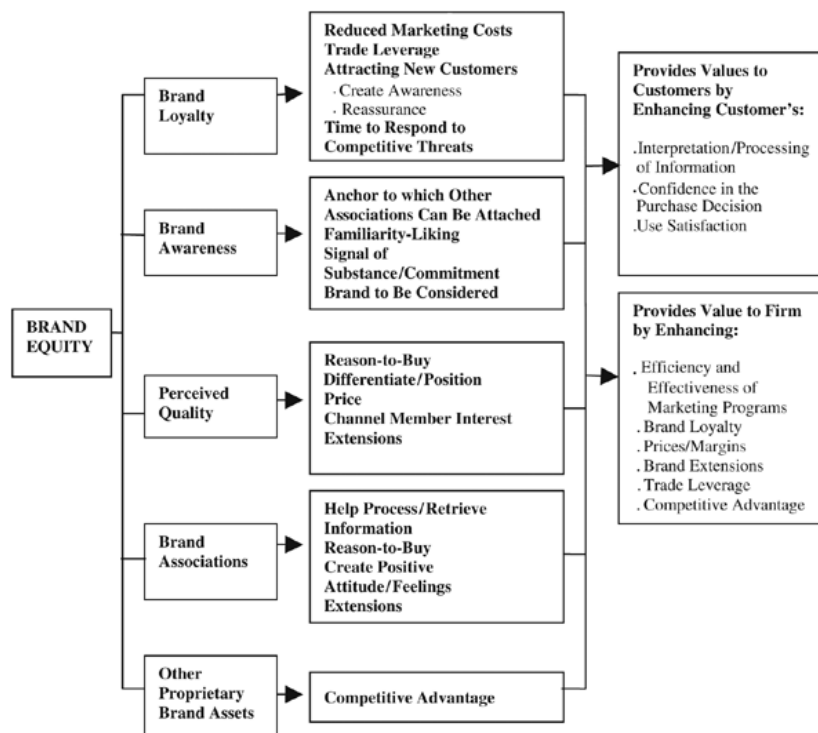 BRAND
EQUITY
Brand
Loyalty
Reduced Marketing Costs
Trade Leverage
Attracting New Customers
· Create Awareness
· Reassurance
Time to Respond to
Competitive Threats
Brand
Awareness
Anchor to which Other
Associations Can Be Attached
Familiarity-Liking
Signal of
Substance/Commitment
Brand to Be Considered
Perceived
Quality
Reason-to-Buy
Differentiate/Position
Price
Channel Member Interest
Extensions
Brand
Associations
Help Process/Retrieve
Information
Reason-to-Buy
Create Positive
Attitude/Feelings
Extensions
Other
Proprietary
Brand Assets
Competitive Advantage
Provides Values to
Customers by
Enhancing Customer's:
.Interpretation/Processing
of Information
.Confidence in the
Purchase Decision
.Use Satisfaction
Provides Value to Firm
by Enhancing:
. Efficiency and
Effectiveness of
Marketing Programs
. Brand Loyalty
. Prices/Margins
. Brand Extensions
. Trade Leverage
. Competitive Advantage